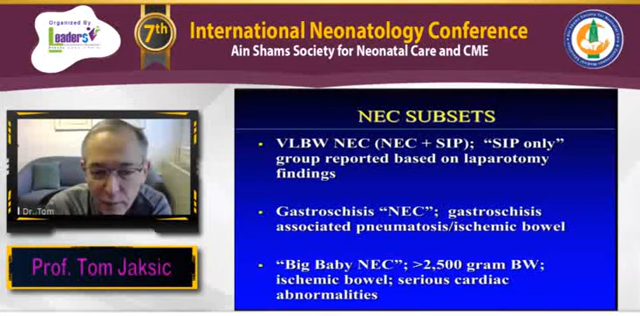 Organized By
Leaders
7th
International Neonatology Conference
Ain Shams Society for Neonatal Care and CME
NEC SUBSETS
VLBW NEC (NEC + SIP); “SIP only”
group reported based on laparotomy
findings
Gastroschisis “NEC”; gastroschisis
associated pneumatosis/ischemic bowel
“Big Baby NEC”; >2,500 gram BW;
ischemic bowel; serious cardiac
abnormalities
Dr. Tom
Prof. Tom Jaksic